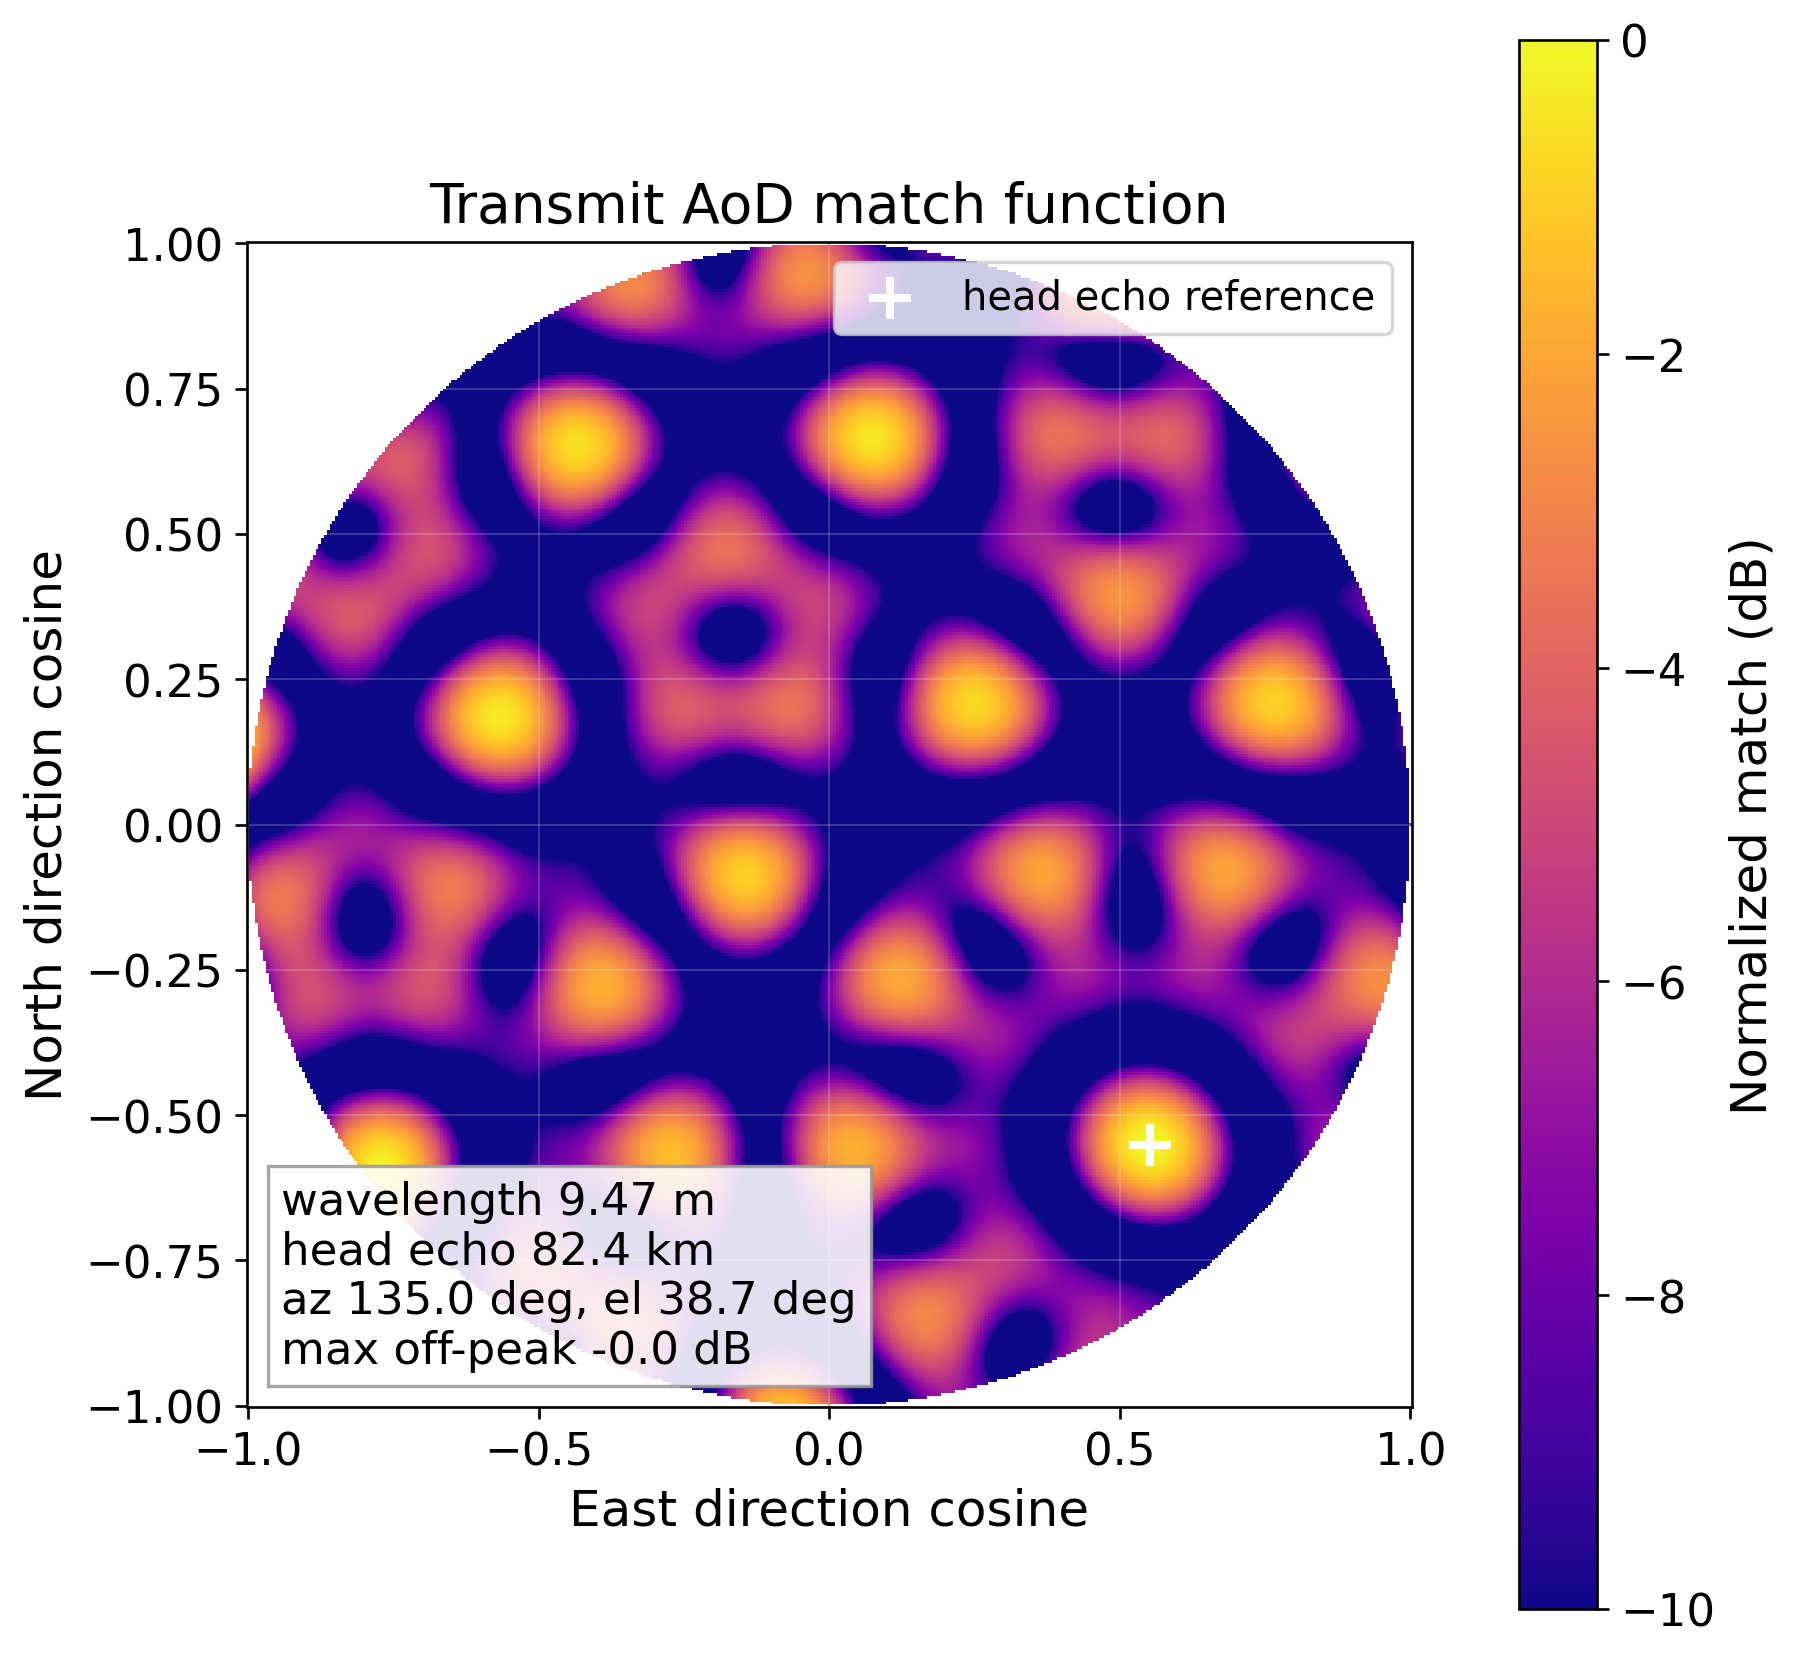 Transmit AoD match function
head echo reference
1.00
0.75
0.50
0.25
0.00
−0.25
−0.50
−0.75
−1.00
North direction cosine
wavelength 9.47 m
head echo 82.4 km
az 135.0 deg, el 38.7 deg
max off-peak -0.0 dB
−1.0
−0.5
0.0
0.5
1.0
East direction cosine
0
−2
−4
−6
−8
−10
Normalized match (dB)